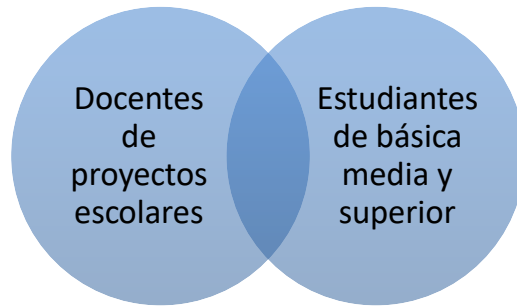 Docentes
de
proyectos
escolares
Estudiantes
de básica
media y
superior